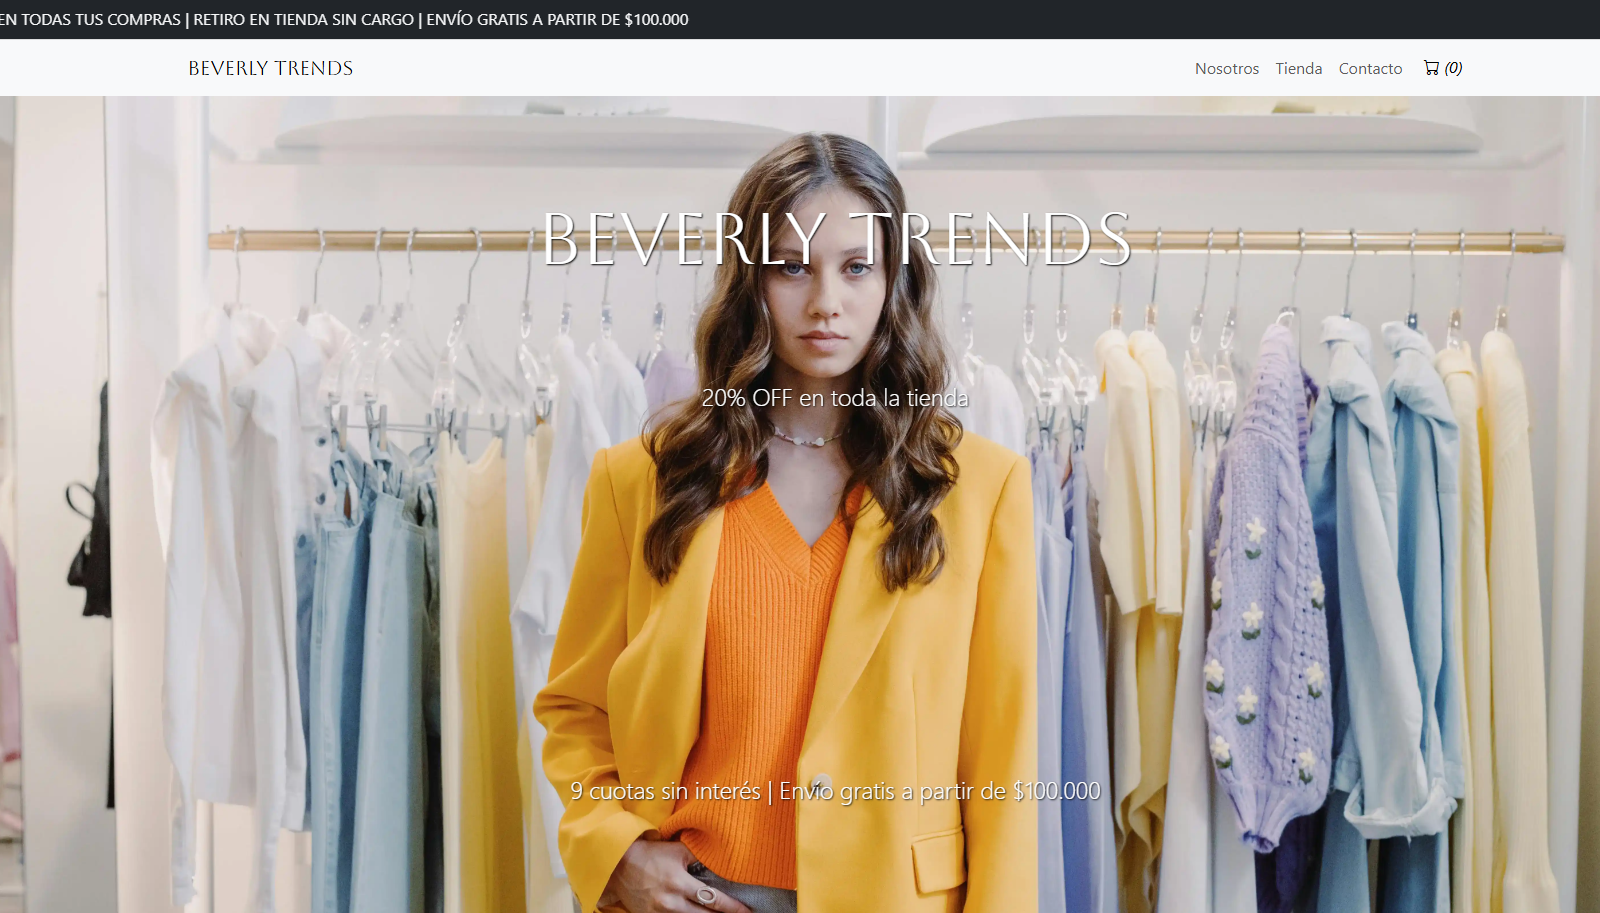 EN TODAS TUS COMPRAS | RETIRO EN TIENDA SIN CARGO | ENVÍO GRATIS A PARTIR DE $100.000
BEVERLY TRENDS
Nosotros Tienda Contacto (0)
BEVERLY TRENDS
20% OFF en toda la tienda
9 cuotas sin interés | Envío gratis a partir de $100.000